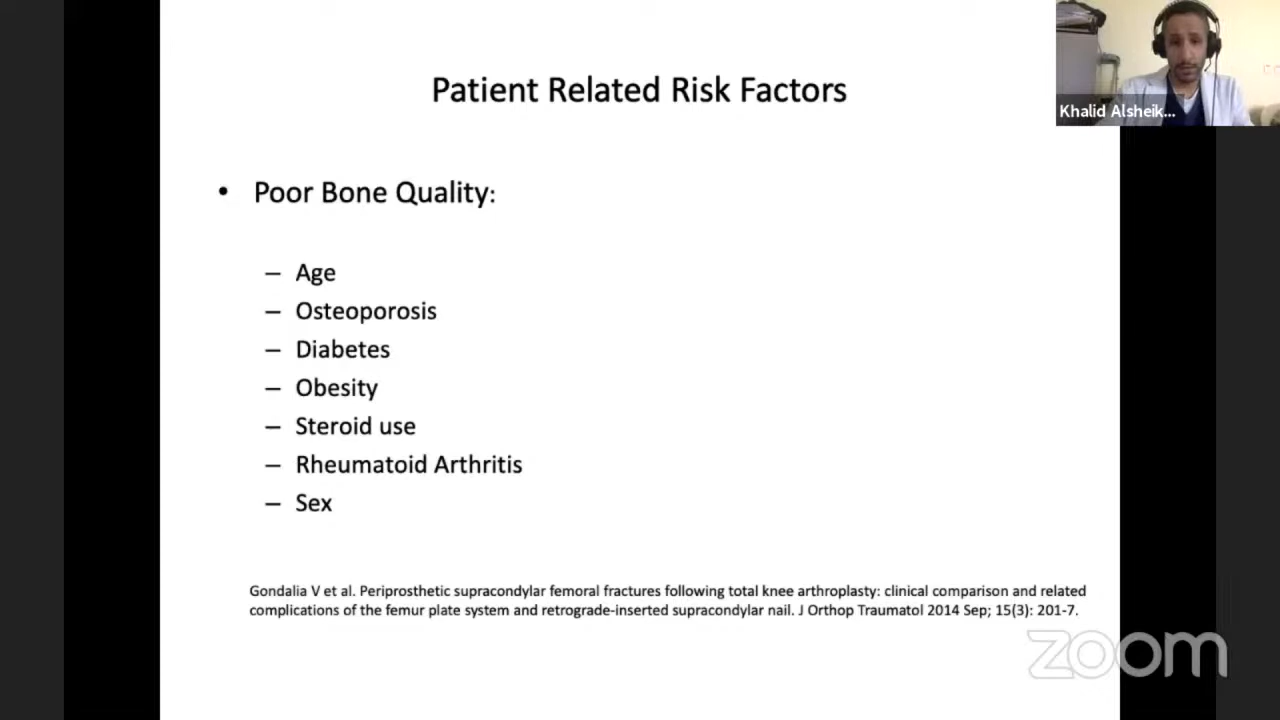 Patient Related Risk Factors
Khalid Alsheik...
• Poor Bone Quality:
– Age
– Osteoporosis
– Diabetes
– Obesity
– Steroid use
– Rheumatoid Arthritis
– Sex
Gondalia V et al. Periprosthetic supracondylar femoral fractures following total knee arthroplasty: clinical comparison and related
complications of the femur plate system and retrograde-inserted supracondylar nail. J Orthop Traumatol 2014 Sep; 15(3): 201-7.
zoom